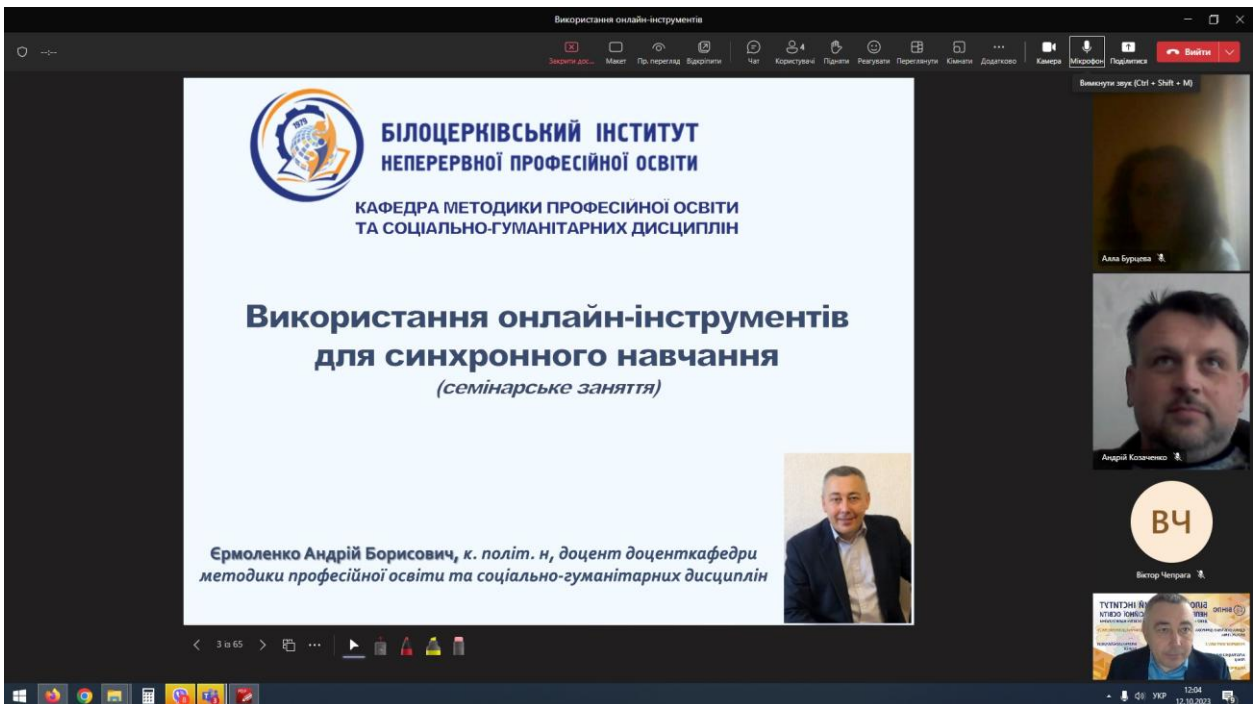 Використання онлайн-інструментів
--:--
Закрити дос... Макет Пр. перегляд Відкріпити Чат Користувачі Підняти Реагувати Переглянути Кімнати Додатково Камера Мікрофон Поділитися Вийти
4
Вимкнути звук (Ctrl + Shift + M)
1979
БІЛОЦЕРКІВСЬКИЙ ІНСТИТУТ
НЕПЕРЕРВНОЇ ПРОФЕСІЙНОЇ ОСВІТИ
КАФЕДРА МЕТОДИКИ ПРОФЕСІЙНОЇ ОСВІТИ
ТА СОЦІАЛЬНО-ГУМАНІТАРНИХ ДИСЦИПЛІН
Використання онлайн-інструментів
для синхронного навчання
(семінарське заняття)
Єрмоленко Андрій Борисович, к. політ. н, доцент доценткафедри
методики професійної освіти та соціально-гуманітарних дисциплін
Алла Бурцева
Андрій Козаченко
ВЧ
Віктор Чепрага
3 із 65
УКР
12:04
12.10.2023